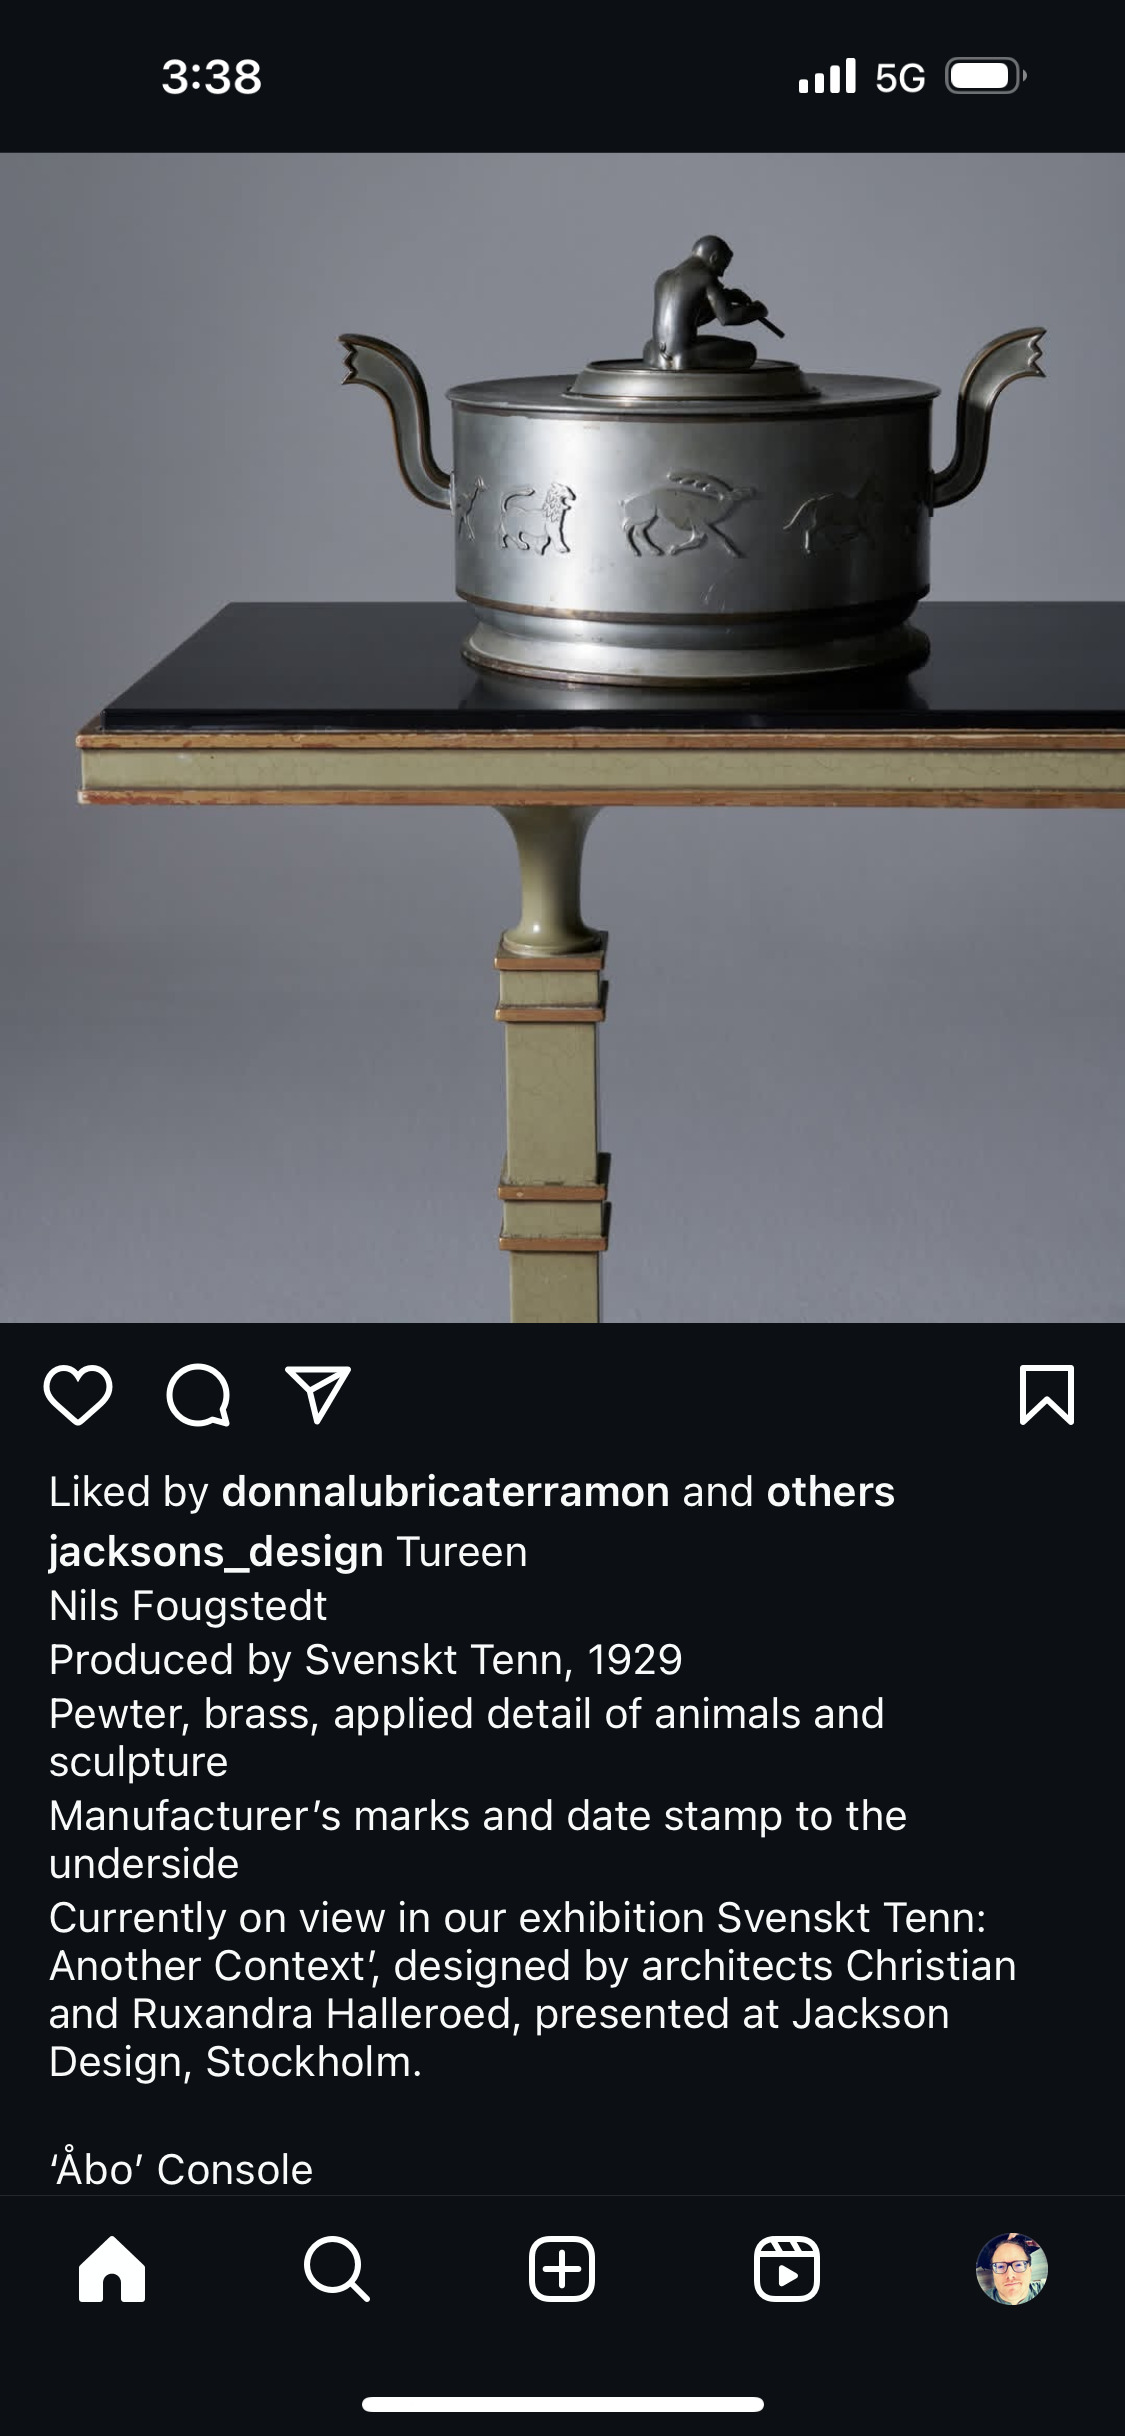 3:38
5G
Liked by donnalubricaterramon and others
jacksons_design Tureen
Nils Fougstedt
Produced by Svenskt Tenn, 1929
Pewter, brass, applied detail of animals and
sculpture
Manufacturer’s marks and date stamp to the
underside
Currently on view in our exhibition Svenskt Tenn:
Another Context’, designed by architects Christian
and Ruxandra Halleroed, presented at Jackson
Design, Stockholm.
‘Åbo’ Console